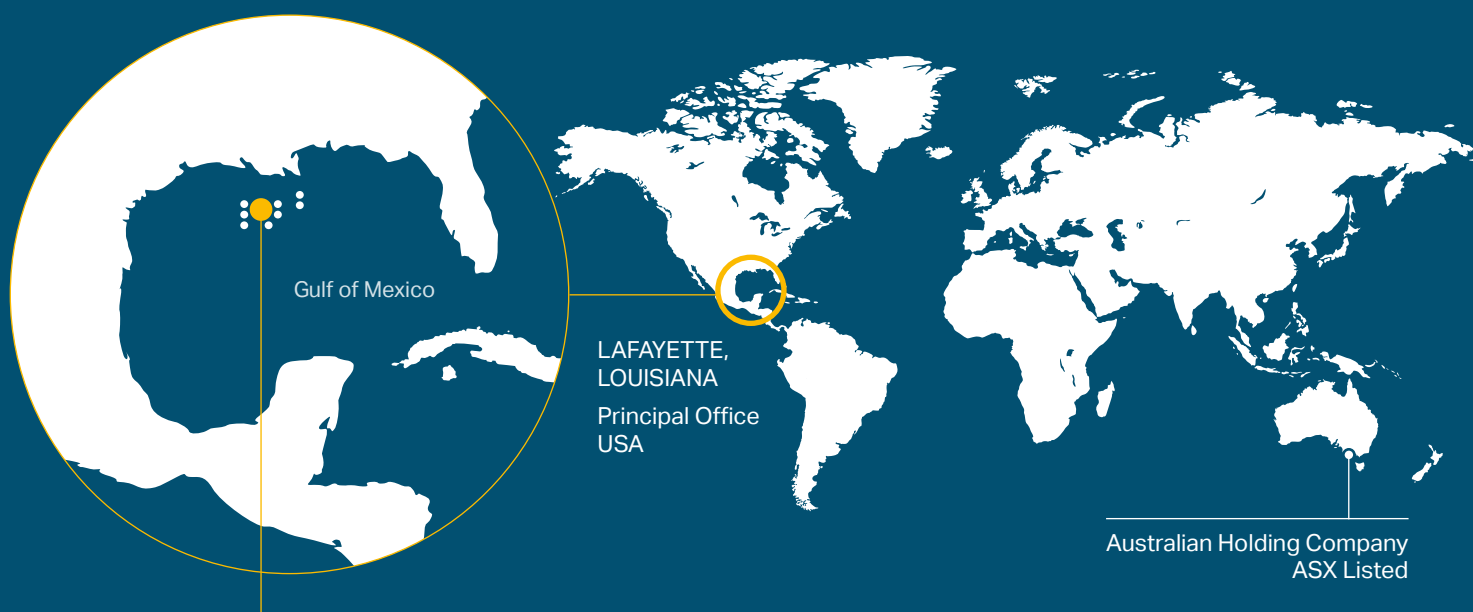 Gulf of Mexico
LAFAYETTE,
LOUISIANA
Principal Office
USA
Australian Holding Company
ASX Listed